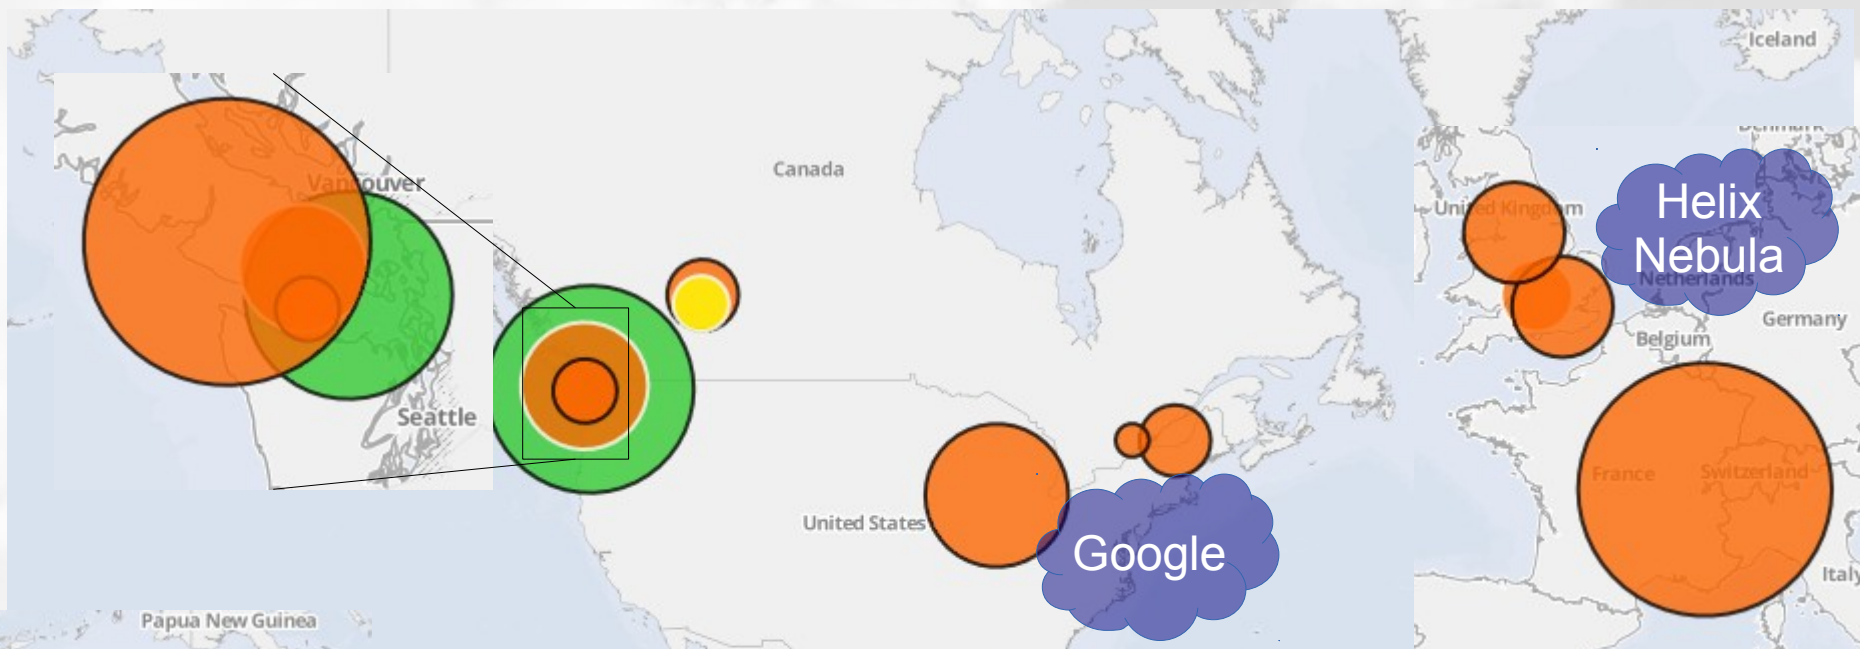 Iceland
Denmark
Canada
Vancouver
United Kingdom
Helix
Nebula
Netherlands
Germany
Belgium
Seattle
France
Switzerland
United States
Google
Italy
Papua New Guinea